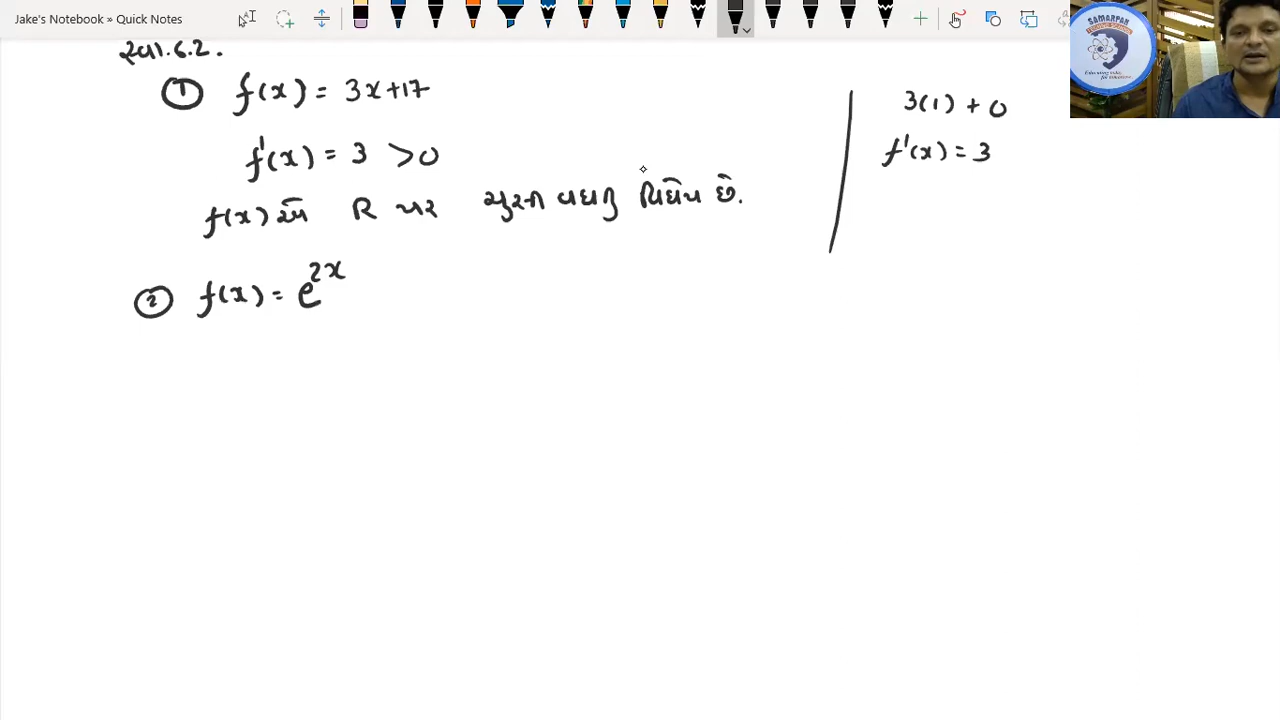 Jake's Notebook » Quick Notes
સ્વા.6.2.
① f(x) = 3x+17
f'(x) = 3 >0
f(x) એ R પર ચુસ્ત વધતુ વિધેય છે.
② f(x) = e^{2x}
3(1) + 0
f'(x) = 3
SAMARPAN